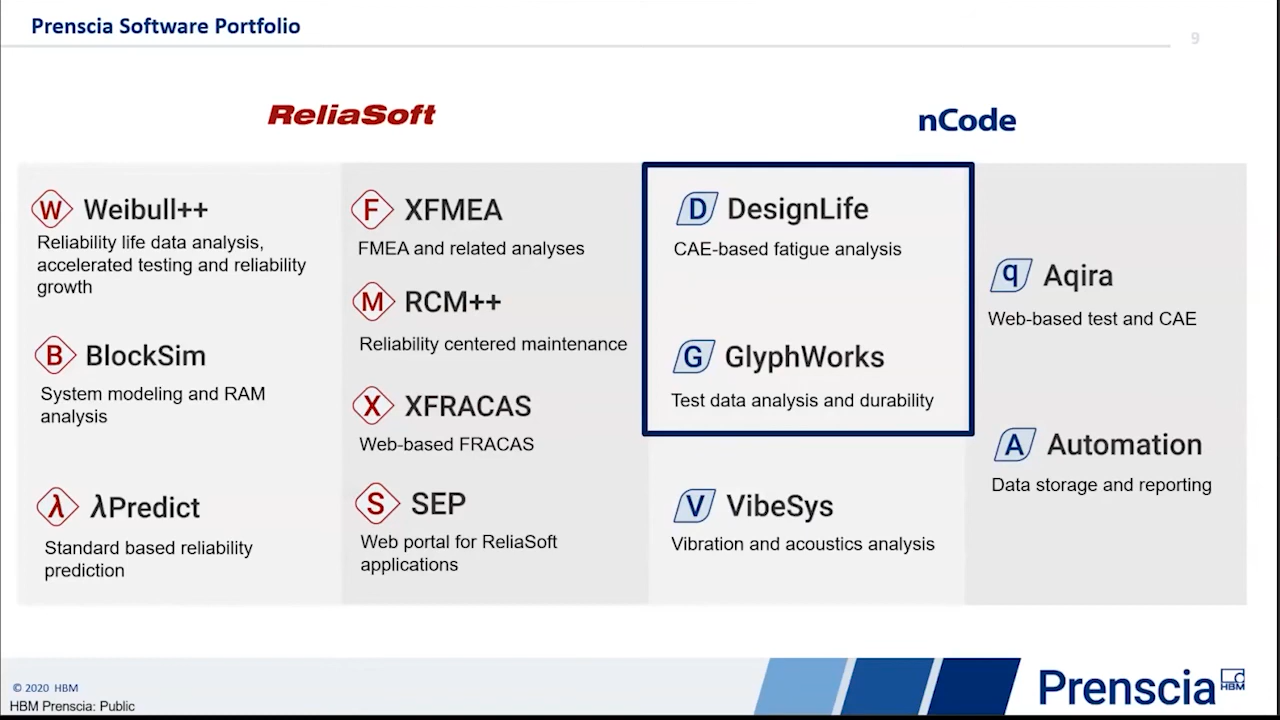 Prenscia Software Portfolio
9
ReliaSoft
nCode
W Weibull++
Reliability life data analysis,
accelerated testing and reliability
growth
B BlockSim
System modeling and RAM
analysis
λ λPredict
Standard based reliability
prediction
F XFMEA
FMEA and related analyses
M RCM++
Reliability centered maintenance
X XFRACAS
Web-based FRACAS
S SEP
Web portal for ReliaSoft
applications
D DesignLife
CAE-based fatigue analysis
G GlyphWorks
Test data analysis and durability
V VibeSys
Vibration and acoustics analysis
q Aqira
Web-based test and CAE
A Automation
Data storage and reporting
© 2020 HBM
HBM Prenscia: Public
Prenscia HBM